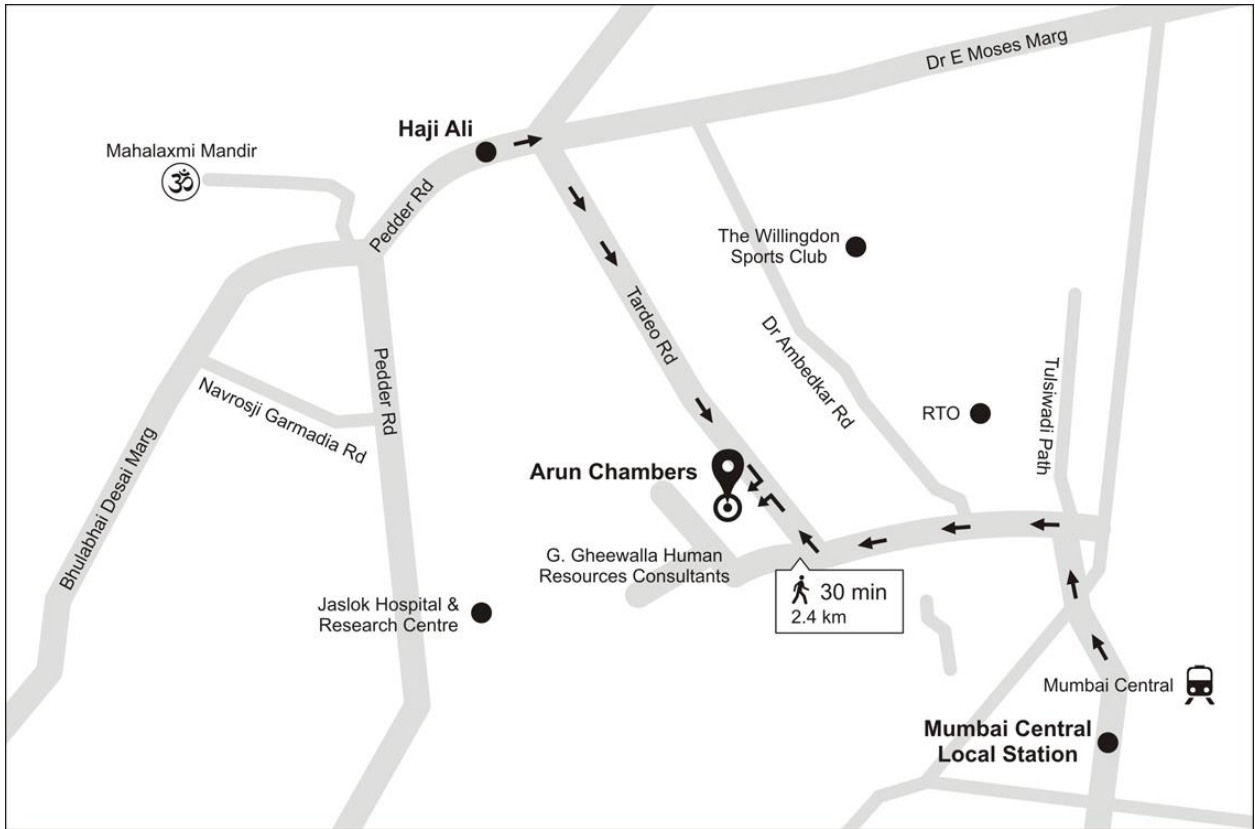 Dr E Moses Marg
Haji Ali
Mahalaxmi Mandir
ॐ
Pedder Rd
The Willingdon
Sports Club
Tardeo Rd
Dr Ambedkar Rd
Tulsiwadi Path
Pedder Rd
Navrosji Garmadia Rd
RTO
Arun Chambers
Bhulabhai Desai Marg
G. Gheewalla Human
Resources Consultants
30 min
2.4 km
Jaslok Hospital &
Research Centre
Mumbai Central
Mumbai Central
Local Station